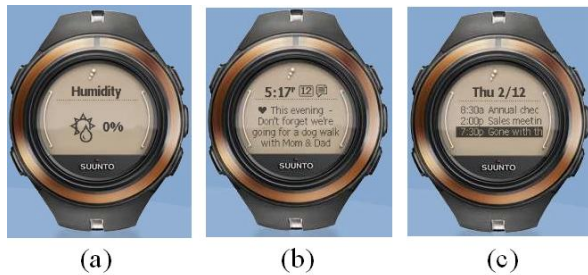 Humidity
0%
SUUNTO
5:17P 12
♥ This evening -
Don't forget we're
going for a dog walk
with Mom & Dad
SUUNTO
Thu 2/12
8:30a Annual chec
2:00p Sales meetin
7:30p Gone with th
SUUNTO
(a) (b) (c)